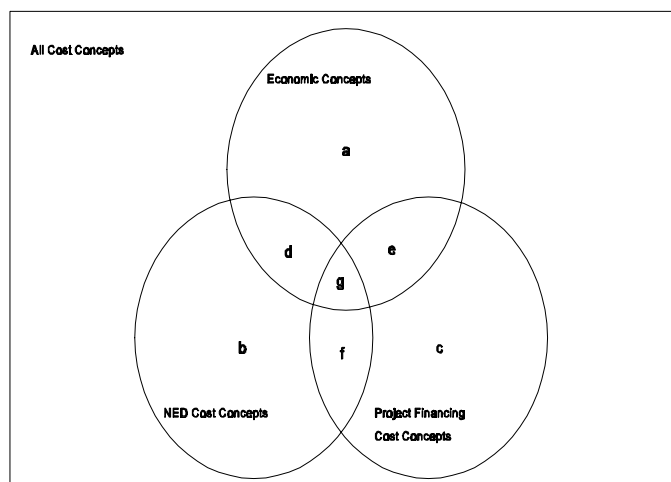 All Cost Concepts
Economic Concepts
a
d
e
g
b
f
c
NED Cost Concepts
Project Financing
Cost Concepts